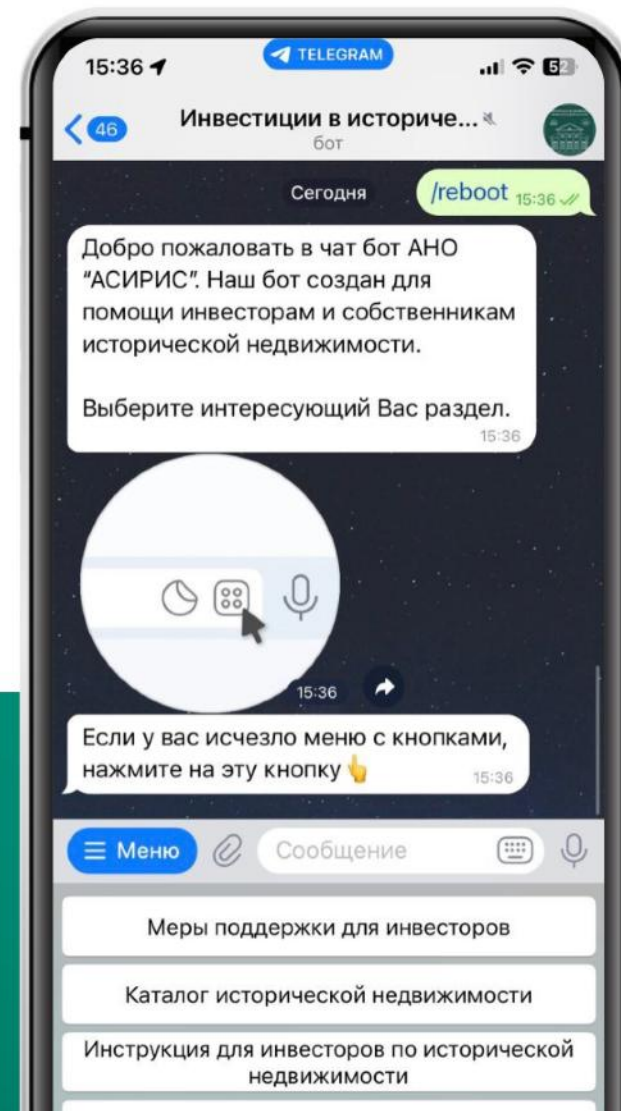 15:36
TELEGRAM
52
46
Инвестиции в историче...
бот
Сегодня
/reboot 15:36
Добро пожаловать в чат бот АНО
"АСИРИС". Наш бот создан для
помощи инвесторам и собственникам
исторической недвижимости.
Выберите интересующий Вас раздел.
15:36
15:36
Если у вас исчезло меню с кнопками,
нажмите на эту кнопку👆
15:36
Меню
Сообщение
Меры поддержки для инвесторов
Каталог исторической недвижимости
Инструкция для инвесторов по исторической
недвижимости